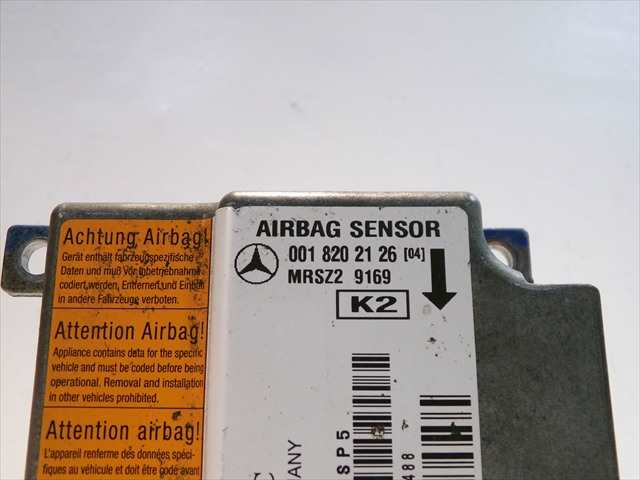 Achtung Airbag!
Gerät enthält fahrzeugspezifische
Daten und muß vor Inbetriebnahme
codiert werden, Entfernen und Einbau
in andere Fahrzeuge verboten.
Attention Airbag!
Appliance contains data for the specific
vehicle and must be coded before being
operational. Removal and installation
in other vehicles prohibited.
Attention airbag!
L'appareil renferme des données spéci-
fiques au véhicule et doit être codé avant
AIRBAG SENSOR
001 820 21 26 [04]
MRSZ2 9169
K2
ANY
SP5
488